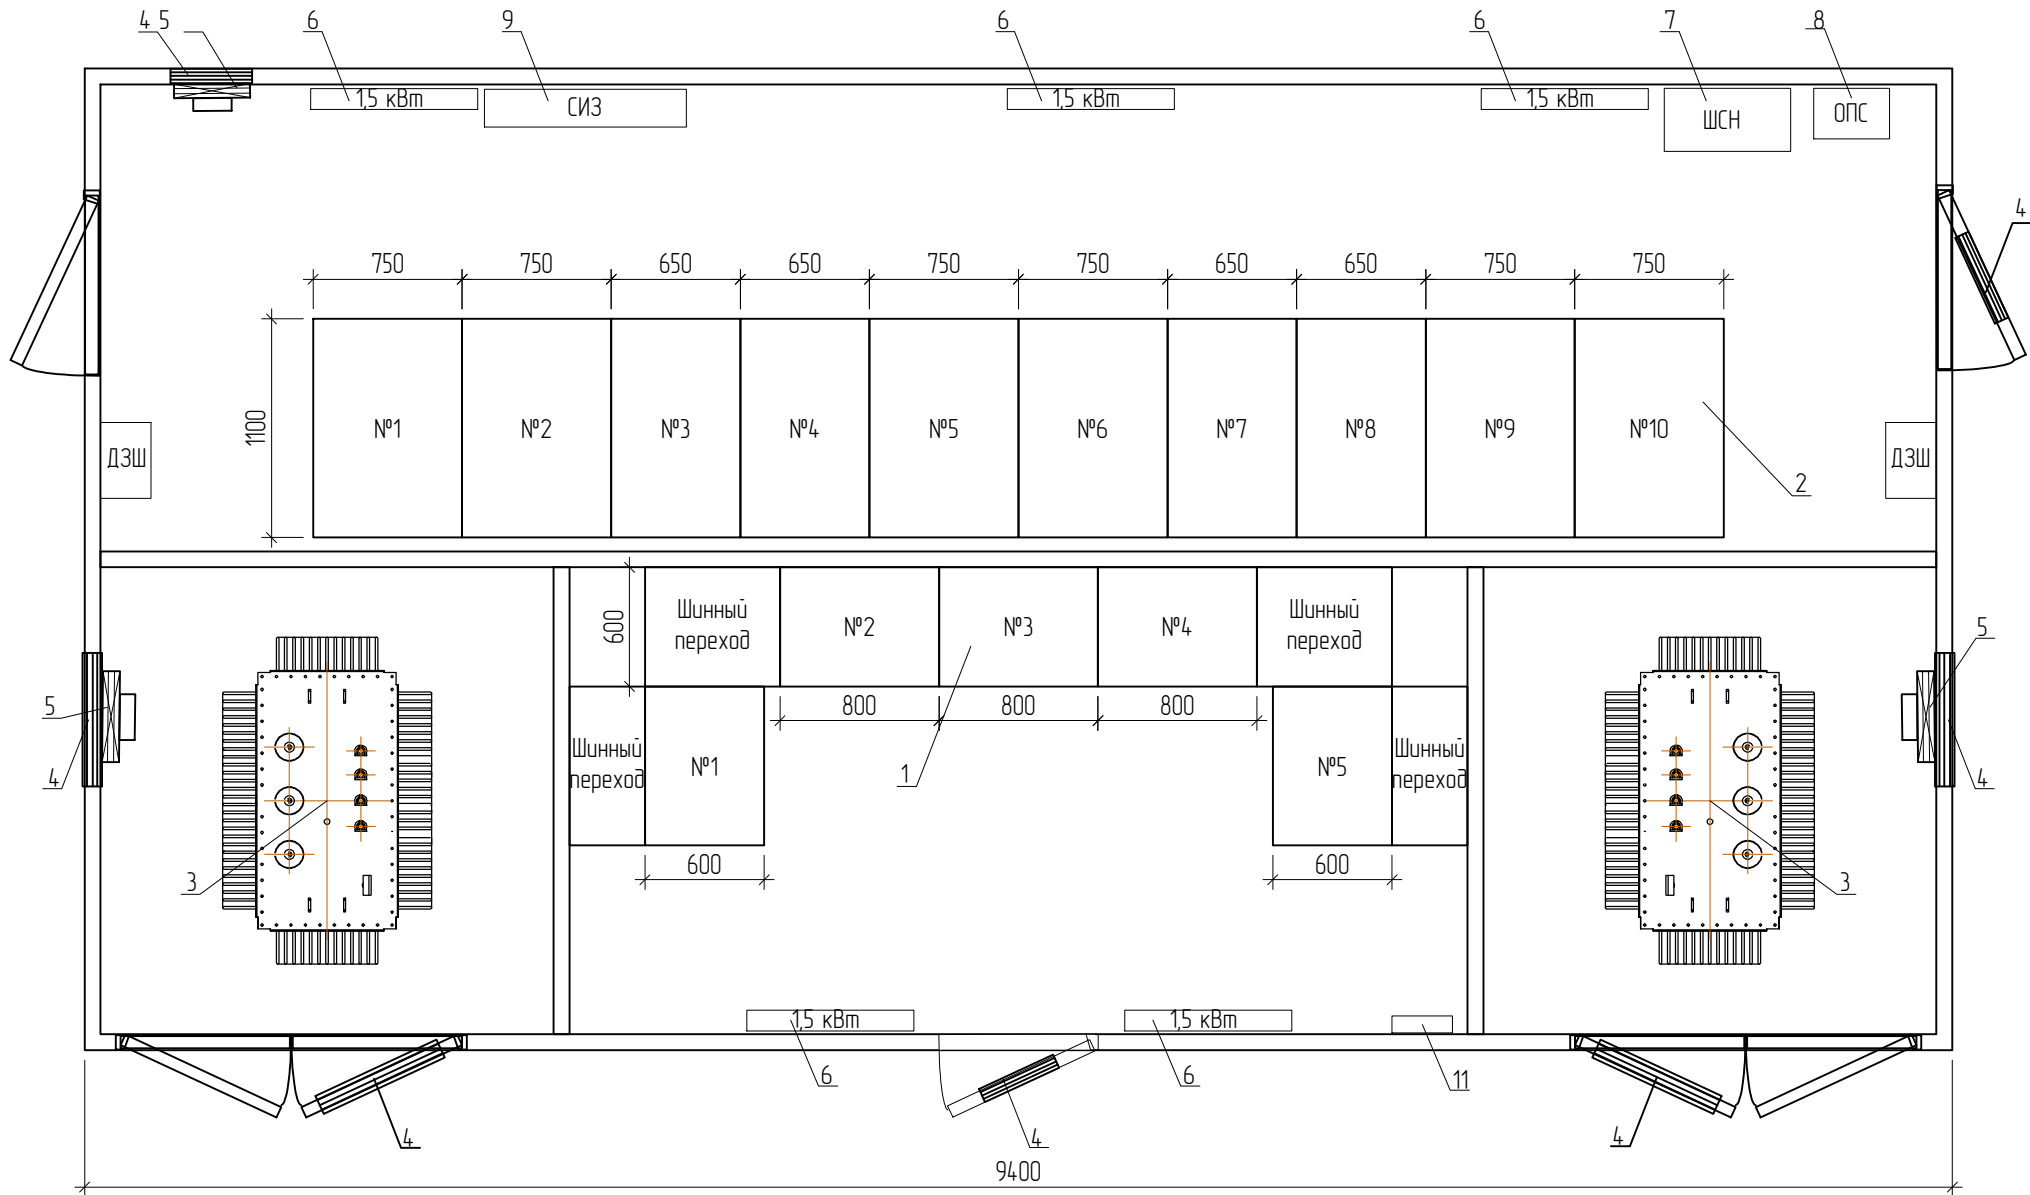 4 5 6 9 6 6 7 8
1,5 кВт СИЗ 1,5 кВт 1,5 кВт ШСН ОПС
4
750 750 650 650 750 750 650 650 750 750
1100
№1 №2 №3 №4 №5 №6 №7 №8 №9 №10
ДЗШ ДЗШ
2
600
Шинный
переход
№2 №3 №4
Шинный
переход
5 5
800 800 800
Шинный
переход
№1
1
№5
Шинный
переход
4 4
600 600
3 3
1,5 кВт 1,5 кВт
6 6 11
4 4 4
9400